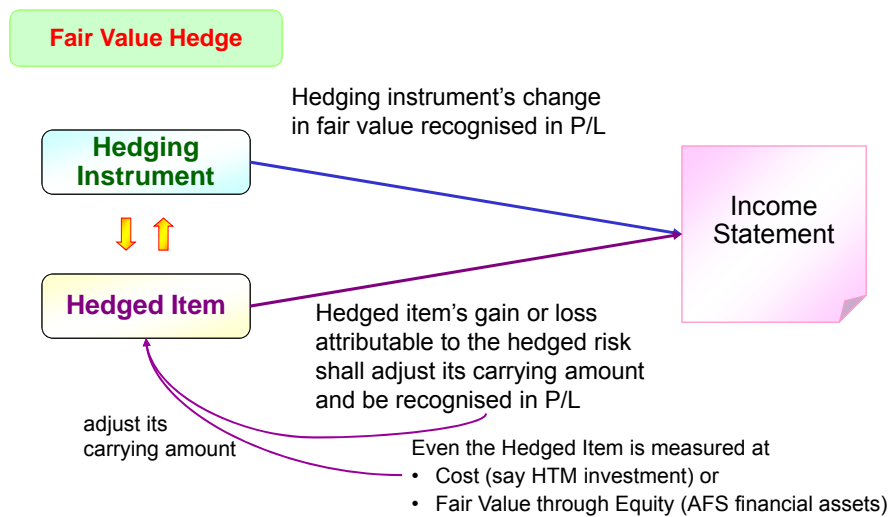 Fair Value Hedge
Hedging instrument's change
in fair value recognised in P/L
Hedging
Instrument
Income
Statement
Hedged Item
Hedged item's gain or loss
attributable to the hedged risk
shall adjust its carrying amount
and be recognised in P/L
adjust its
carrying amount
Even the Hedged Item is measured at
• Cost (say HTM investment) or
• Fair Value through Equity (AFS financial assets)